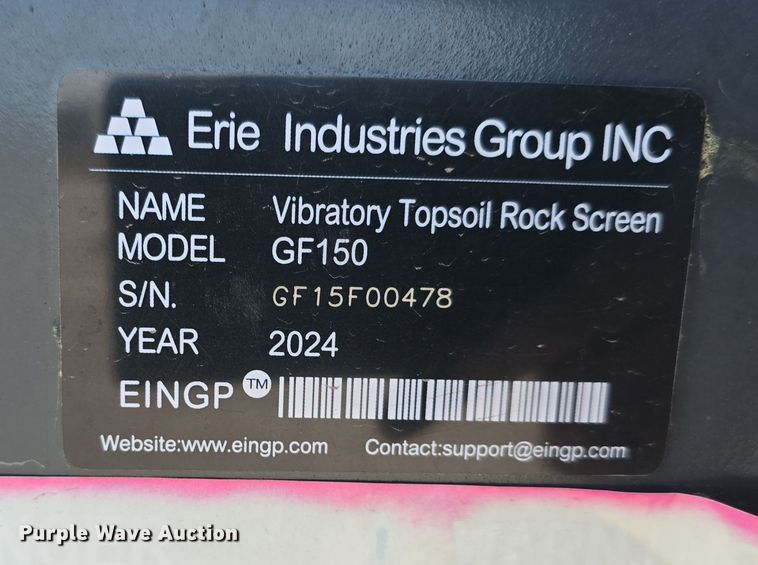 Erie Industries Group INC
NAME Vibratory Topsoil Rock Screen
MODEL GF150
S/N. GF15F00478
YEAR 2024
EINGP TM
Website:www.eingp.com Contact:support@eingp.com
Purple Wave Auction